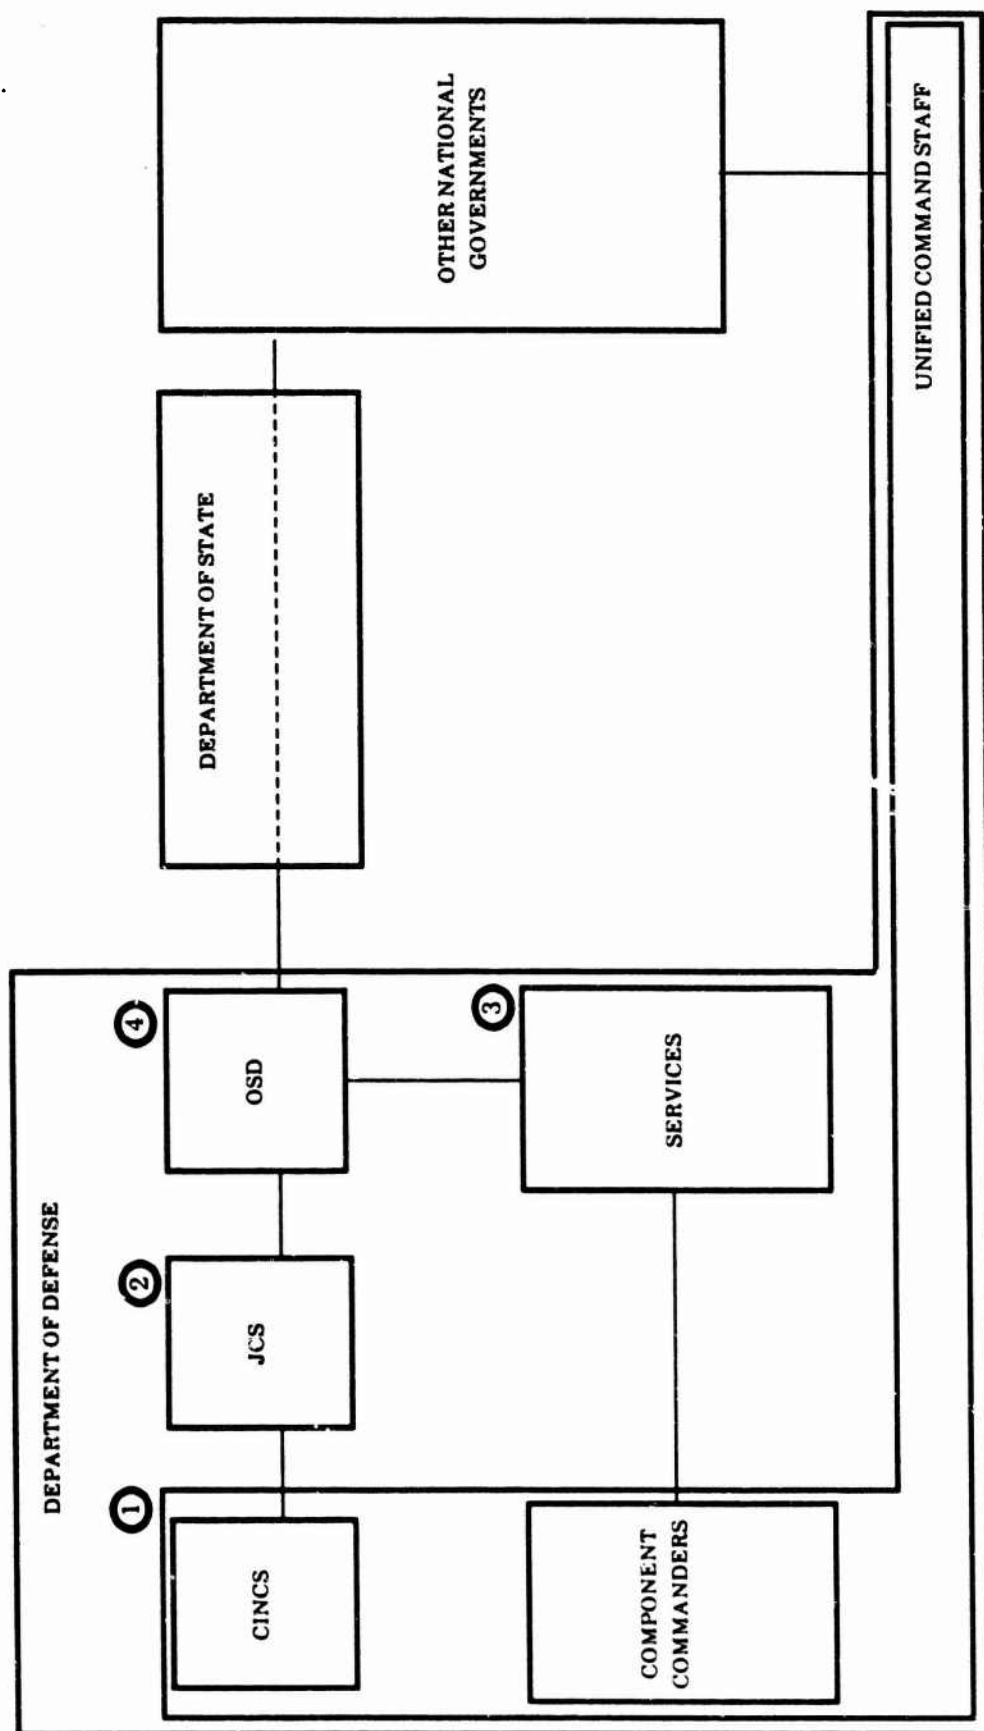 DEPARTMENT OF DEFENSE
1
CINCS
2
JCS
4
OSD
DEPARTMENT OF STATE
OTHER NATIONAL
GOVERNMENTS
COMPONENT
COMMANDERS
3
SERVICES
UNIFIED COMMAND STAFF